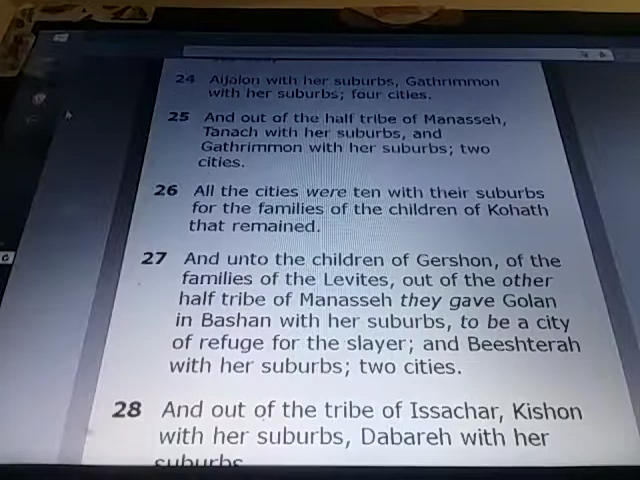 24 Aijalon with her suburbs, Gathrimmon
with her suburbs; four cities.
25 And out of the half tribe of Manasseh,
Tanach with her suburbs, and
Gathrimmon with her suburbs; two
cities.
26 All the cities were ten with their suburbs
for the families of the children of Kohath
that remained.
27 And unto the children of Gershon, of the
families of the Levites, out of the other
half tribe of Manasseh they gave Golan
in Bashan with her suburbs, to be a city
of refuge for the slayer; and Beeshterah
with her suburbs; two cities.
28 And out of the tribe of Issachar, Kishon
with her suburbs, Dabareh with her
suburbs